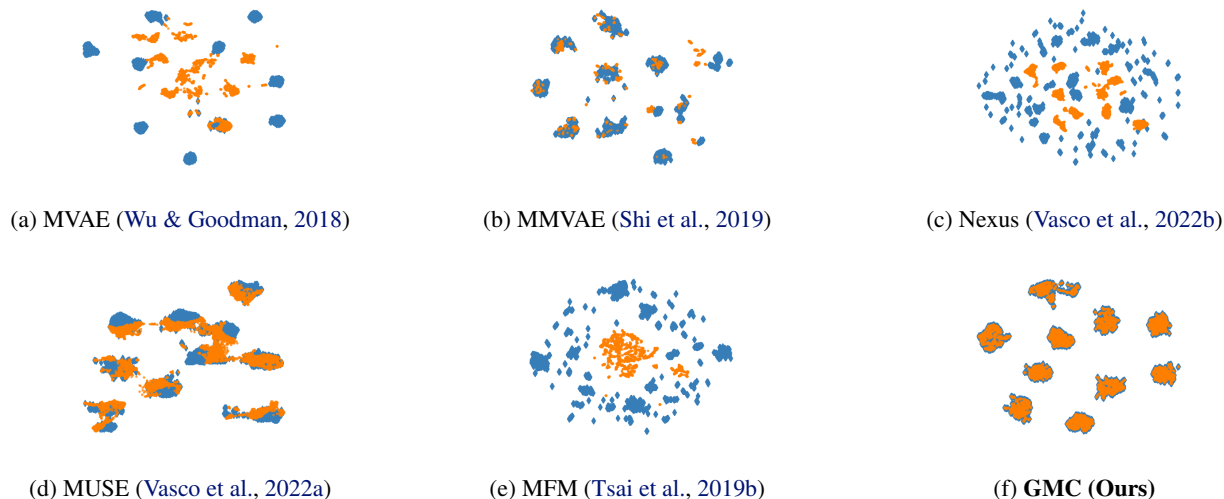 (a) MVAE (Wu & Goodman, 2018)
(b) MMVAE (Shi et al., 2019)
(c) Nexus (Vasco et al., 2022b)
(d) MUSE (Vasco et al., 2022a)
(e) MFM (Tsai et al., 2019b)
(f) GMC (Ours)